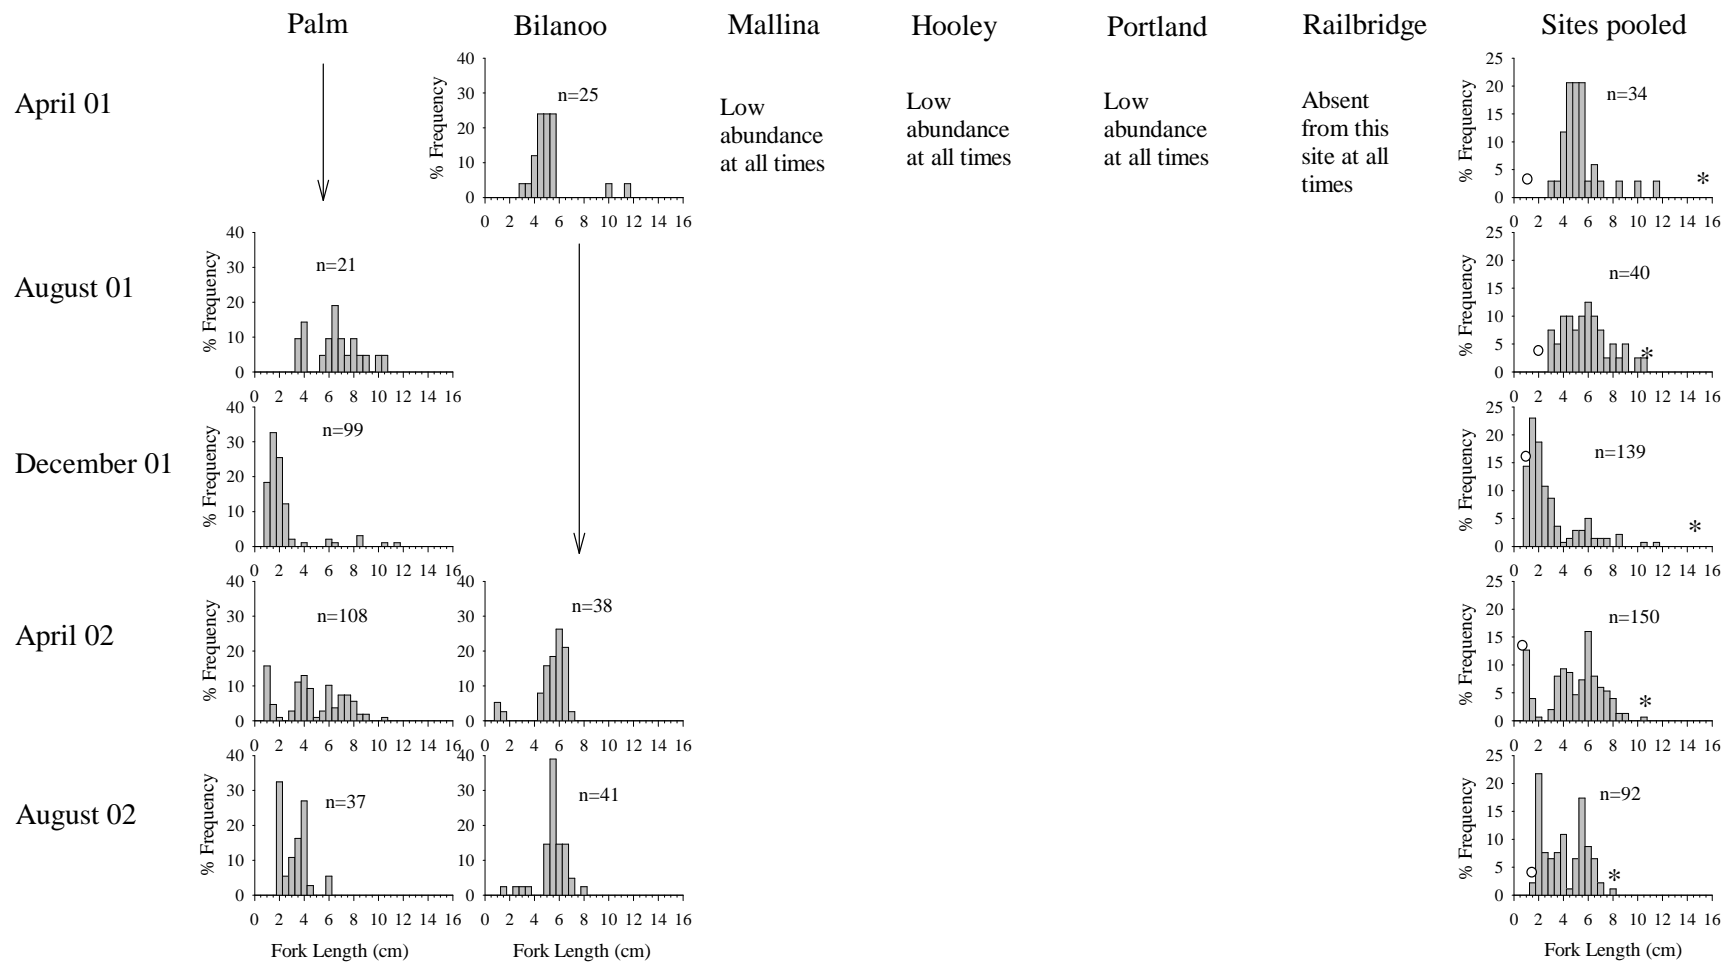 Palm Bilanoo Mallina Hooley Portland Railbridge Sites pooled
April 01
% Frequency
40
30
20
10
0
n=25
0 2 4 6 8 10 12 14 16
Low
abundance
at all times
Low
abundance
at all times
Low
abundance
at all times
Absent
from this
site at all
times
% Frequency
25
20
15
10
5
0
n=34
*
0 2 4 6 8 10 12 14 16
August 01
% Frequency
40
30
20
10
0
n=21
0 2 4 6 8 10 12 14 16
% Frequency
25
20
15
10
5
0
n=40
*
0 2 4 6 8 10 12 14 16
December 01
% Frequency
40
30
20
10
0
n=99
0 2 4 6 8 10 12 14 16
% Frequency
25
20
15
10
5
0
n=139
*
0 2 4 6 8 10 12 14 16
April 02
% Frequency
40
30
20
10
0
n=108
0 2 4 6 8 10 12 14 16
40
30
20
10
0
n=38
0 2 4 6 8 10 12 14 16
% Frequency
25
20
15
10
5
0
n=150
*
0 2 4 6 8 10 12 14 16
August 02
% Frequency
40
30
20
10
0
n=37
0 2 4 6 8 10 12 14 16
Fork Length (cm)
40
30
20
10
0
n=41
0 2 4 6 8 10 12 14 16
Fork Length (cm)
% Frequency
25
20
15
10
5
0
n=92
*
0 2 4 6 8 10 12 14 16
Fork Length (cm)